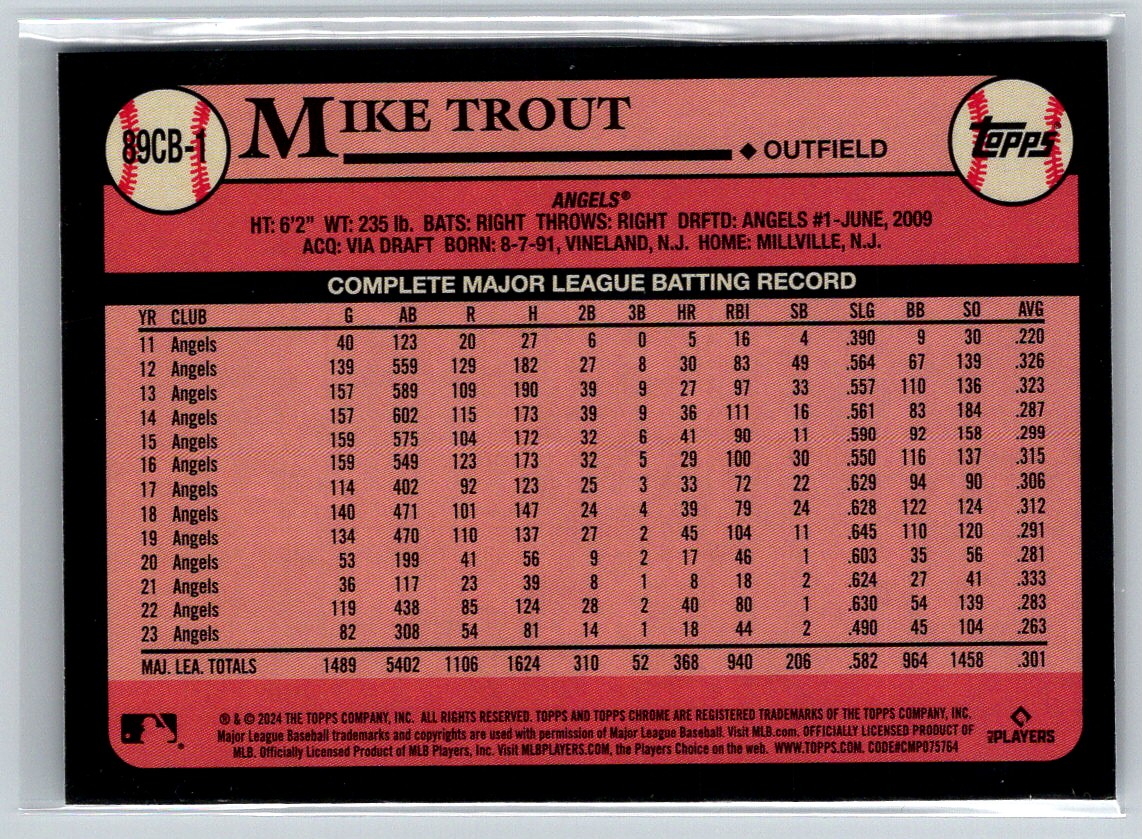 89CB-1
MIKE TROUT
◆ OUTFIELD
TOPPS®
ANGELS®
HT: 6'2" WT: 235 lb. BATS: RIGHT THROWS: RIGHT DRFTD: ANGELS #1-JUNE, 2009
ACQ: VIA DRAFT BORN: 8-7-91, VINELAND, N.J. HOME: MILLVILLE, N.J.
COMPLETE MAJOR LEAGUE BATTING RECORD
YR CLUB G AB R H 2B 3B HR RBI SB SLG BB SO AVG
11 Angels 40 123 20 27 6 0 5 16 4 .390 9 30 .220
12 Angels 139 559 129 182 27 8 30 83 49 .564 67 139 .326
13 Angels 157 589 109 190 39 9 27 97 33 .557 110 136 .323
14 Angels 157 602 115 173 39 9 36 111 16 .561 83 184 .287
15 Angels 159 575 104 172 32 6 41 90 11 .590 92 158 .299
16 Angels 159 549 123 173 32 5 29 100 30 .550 116 137 .315
17 Angels 114 402 92 123 25 3 33 72 22 .629 94 90 .306
18 Angels 140 471 101 147 24 4 39 79 24 .628 122 124 .312
19 Angels 134 470 110 137 27 2 45 104 11 .645 110 120 .291
20 Angels 53 199 41 56 9 2 17 46 1 .603 35 56 .281
21 Angels 36 117 23 39 8 1 8 18 2 .624 27 41 .333
22 Angels 119 438 85 124 28 2 40 80 1 .630 54 139 .283
23 Angels 82 308 54 81 14 1 18 44 2 .490 45 104 .263
MAJ. LEA. TOTALS 1489 5402 1106 1624 310 52 368 940 206 .582 964 1458 .301
® & © 2024 THE TOPPS COMPANY, INC. ALL RIGHTS RESERVED. TOPPS AND TOPPS CHROME ARE REGISTERED TRADEMARKS OF THE TOPPS COMPANY, INC.
Major League Baseball trademarks and copyrights are used with permission of Major League Baseball. Visit MLB.com. OFFICIALLY LICENSED PRODUCT OF
MLB. Officially Licensed Product of MLB Players, Inc. Visit MLBPLAYERS.COM, the Players Choice on the web. WWW.TOPPS.COM. CODE#CMP075764
MLB PLAYERS